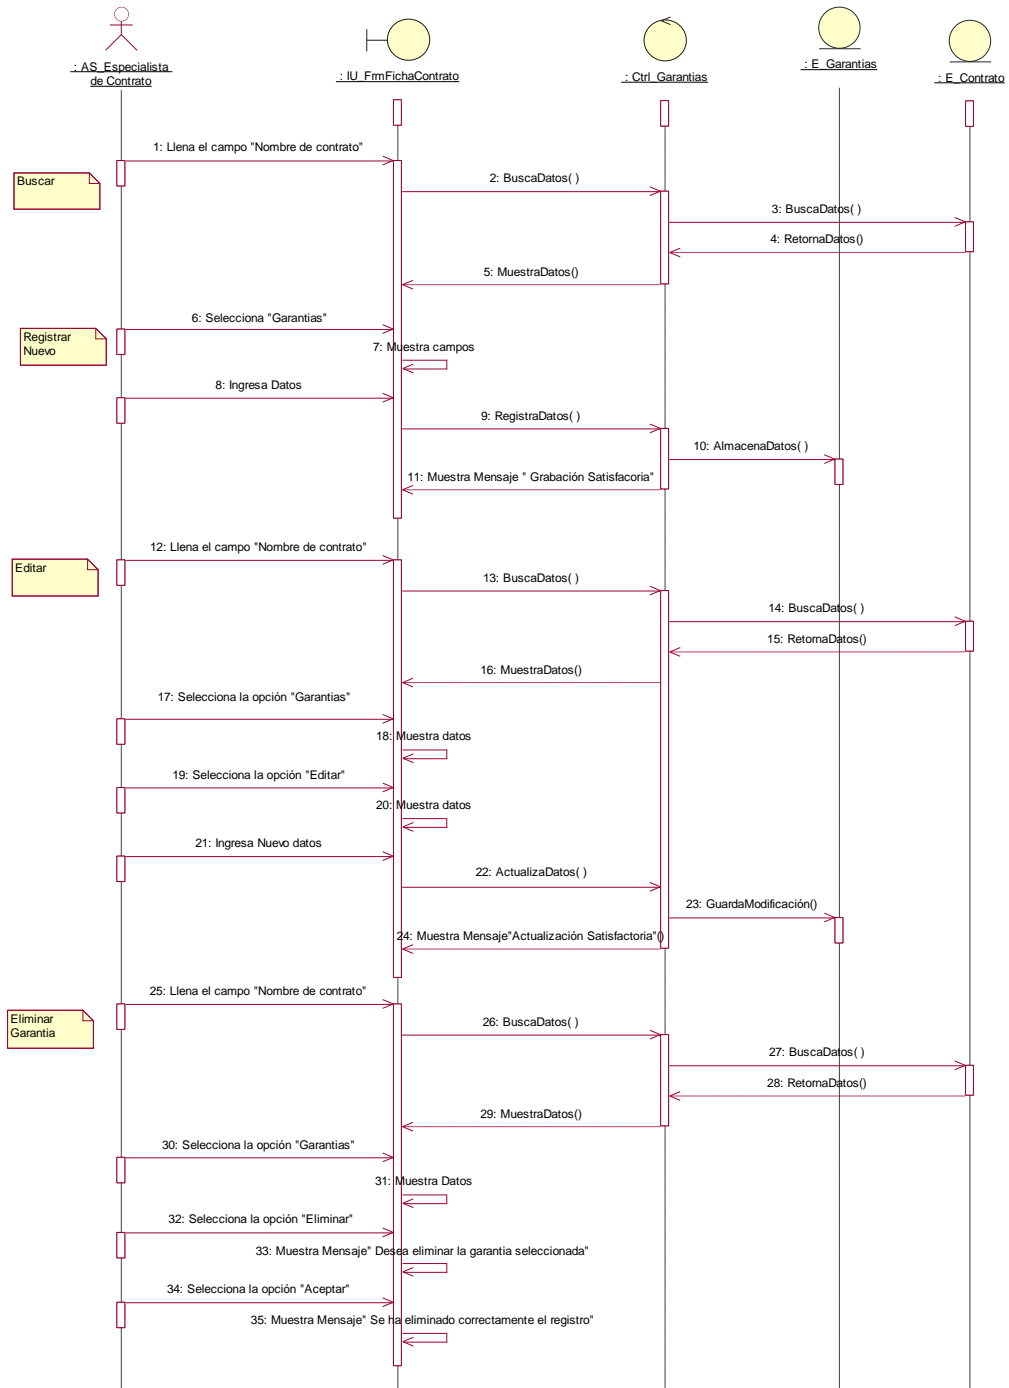 : AS_Especialista
de Contrato
: IU_FrmFichaContrato
: Ctrl_Garantias
: E_Garantias
: E_Contrato
1: Llena el campo "Nombre de contrato"
Buscar
2: BuscaDatos( )
3: BuscaDatos( )
4: RetornaDatos()
5: MuestraDatos()
6: Selecciona "Garantias"
Registrar
Nuevo
7: Muestra campos
8: Ingresa Datos
9: RegistraDatos( )
10: AlmacenaDatos( )
11: Muestra Mensaje " Grabación Satisfacoria"
12: Llena el campo "Nombre de contrato"
Editar
13: BuscaDatos( )
14: BuscaDatos( )
15: RetornaDatos()
16: MuestraDatos()
17: Selecciona la opción "Garantias"
18: Muestra datos
19: Selecciona la opción "Editar"
20: Muestra datos
21: Ingresa Nuevo datos
22: ActualizaDatos( )
23: GuardaModificación()
24: Muestra Mensaje"Actualización Satisfactoria"()
25: Llena el campo "Nombre de contrato"
Eliminar
Garantia
26: BuscaDatos( )
27: BuscaDatos( )
28: RetornaDatos()
29: MuestraDatos()
30: Selecciona la opción "Garantias"
31: Muestra Datos
32: Selecciona la opción "Eliminar"
33: Muestra Mensaje" Desea eliminar la garantia seleccionada"
34: Selecciona la opción "Aceptar"
35: Muestra Mensaje" Se ha eliminado correctamente el registro"